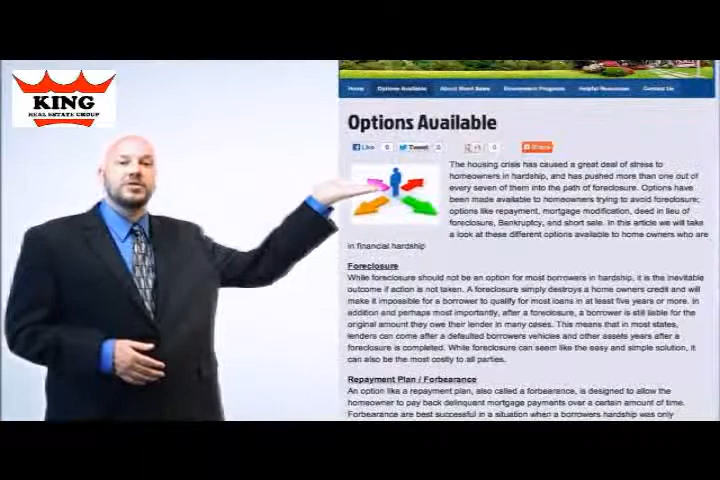 KING
REAL ESTATE GROUP
Home Options Available About Short Sales Government Programs Helpful Resources Contact Us
Options Available
Like 0 Tweet 0 +1 0 Share
The housing crisis has caused a great deal of stress to
homeowners in hardship, and has pushed more than one out of
every seven of them into the path of foreclosure. Options have
been made available to homeowners trying to avoid foreclosure;
options like repayment, mortgage modification, deed in lieu of
foreclosure, Bankruptcy, and short sale. In this article we will take
a look at these different options available to home owners who are
in financial hardship
Foreclosure
While foreclosure should not be an option for most borrowers in hardship, it is the inevitable
outcome if action is not taken. A foreclosure simply destroys a home owners credit and will
make it impossible for a borrower to qualify for most loans in at least five years or more. In
addition and perhaps most importantly, after a foreclosure, a borrower is still liable for the
original amount they owe their lender in many cases. This means that in most states,
lenders can come after a defaulted borrowers vehicles and other assets years after a
foreclosure is completed. While foreclosure can seem like the easy and simple solution, it
can also be the most costly to all parties.
Repayment Plan / Forbearance
An option like a repayment plan, also called a forbearance, is designed to allow the
homeowner to pay back delinquent mortgage payments over a certain amount of time.
Forbearance are best successful in a situation when a borrowers hardship was only